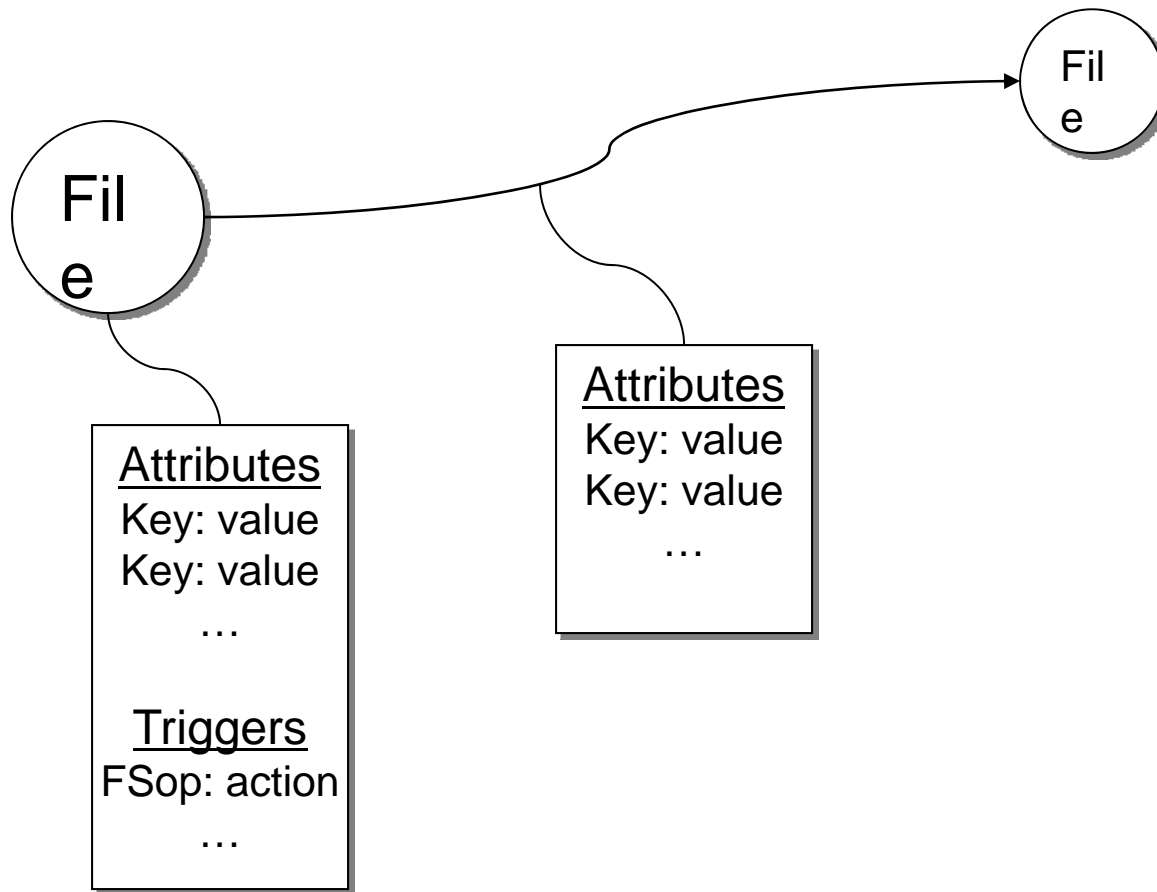 Fil
e
Fil
e
Attributes
Key: value
Key: value
…
Triggers
FSop: action
…
Attributes
Key: value
Key: value
…